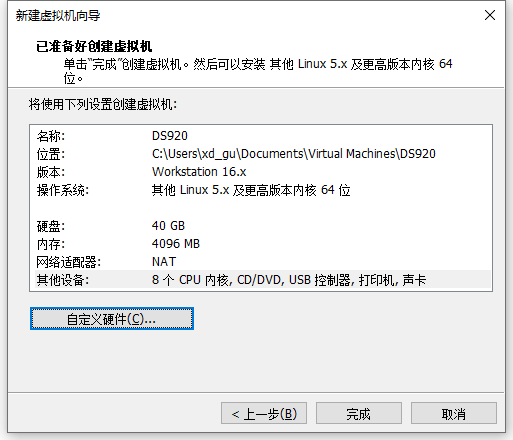 新建虚拟机向导
已准备好创建虚拟机
单击"完成"创建虚拟机。然后可以安装 其他 Linux 5.x 及更高版本内核 64
位。
将使用下列设置创建虚拟机:
名称: DS920
位置: C:\Users\xd_gu\Documents\Virtual Machines\DS920
版本: Workstation 16.x
操作系统: 其他 Linux 5.x 及更高版本内核 64 位
硬盘: 40 GB
内存: 4096 MB
网络适配器: NAT
其他设备: 8 个 CPU 内核, CD/DVD, USB 控制器, 打印机, 声卡
自定义硬件(C)...
< 上一步(B) 完成 取消